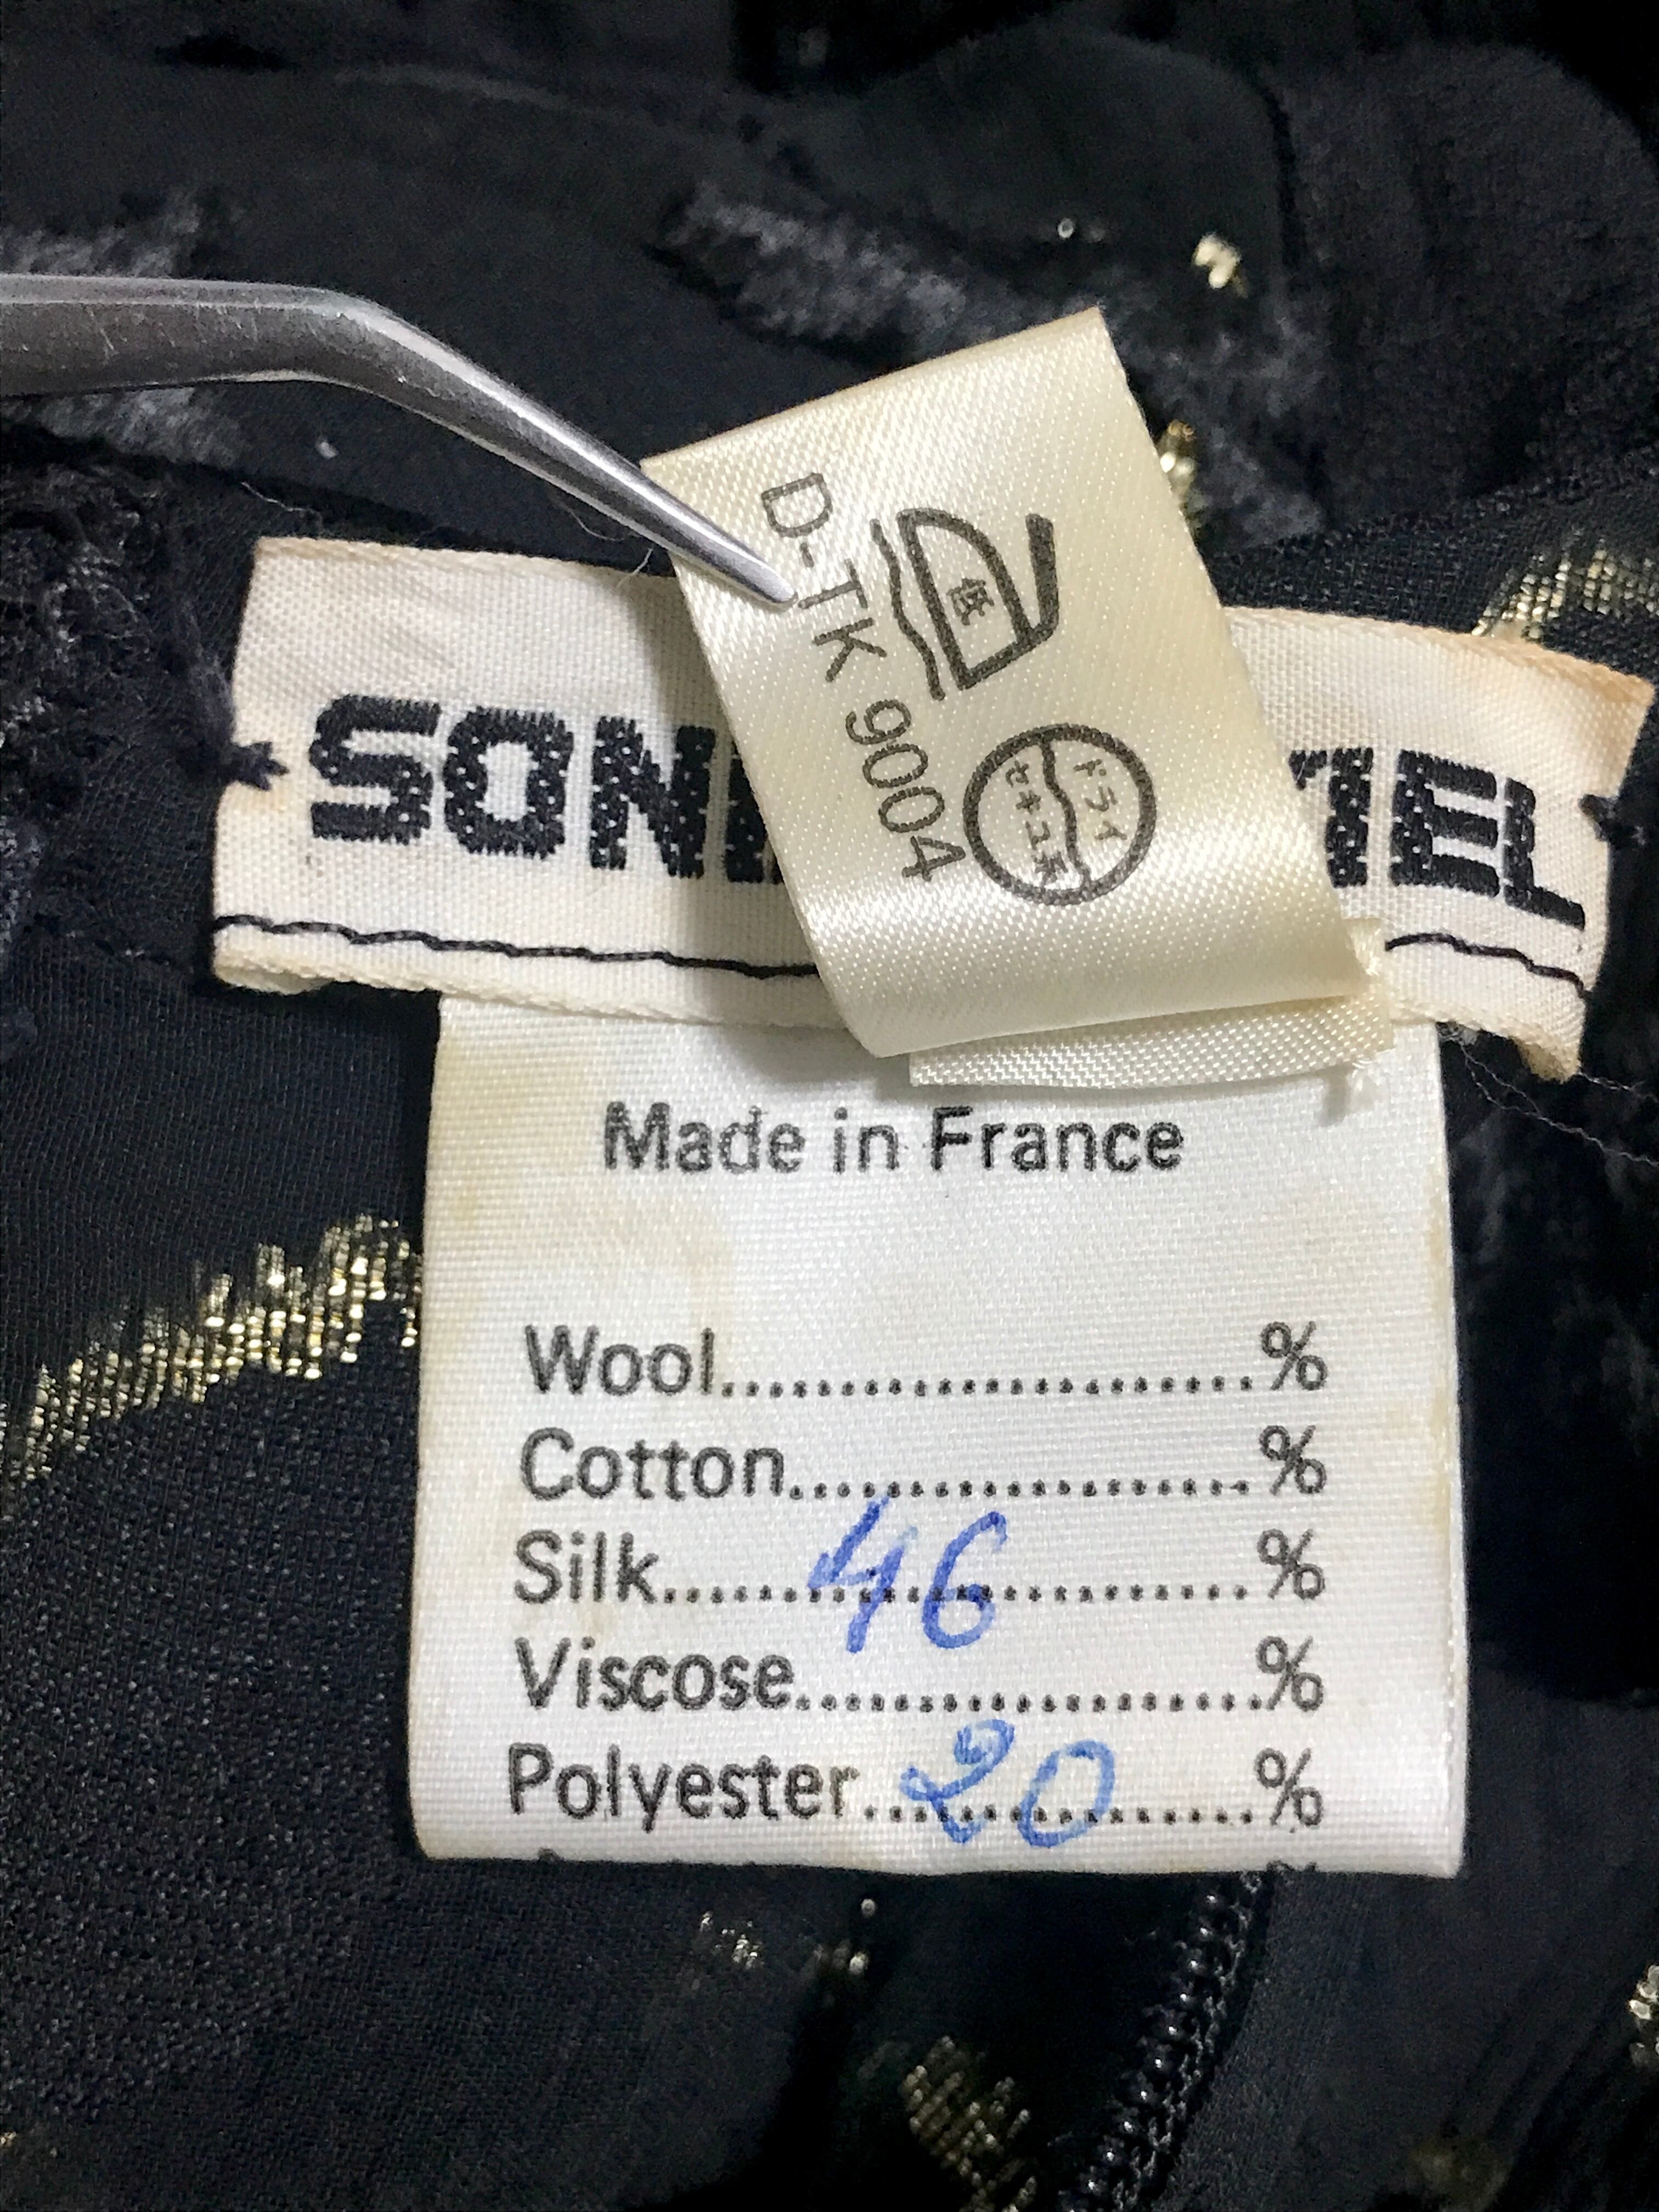 D-TK 9004
低
ドライ
セキユ系
SON
IEL
Made in France
Wool......................%
Cotton....................%
Silk......46............%
Viscose....................%
Polyester...20.......%